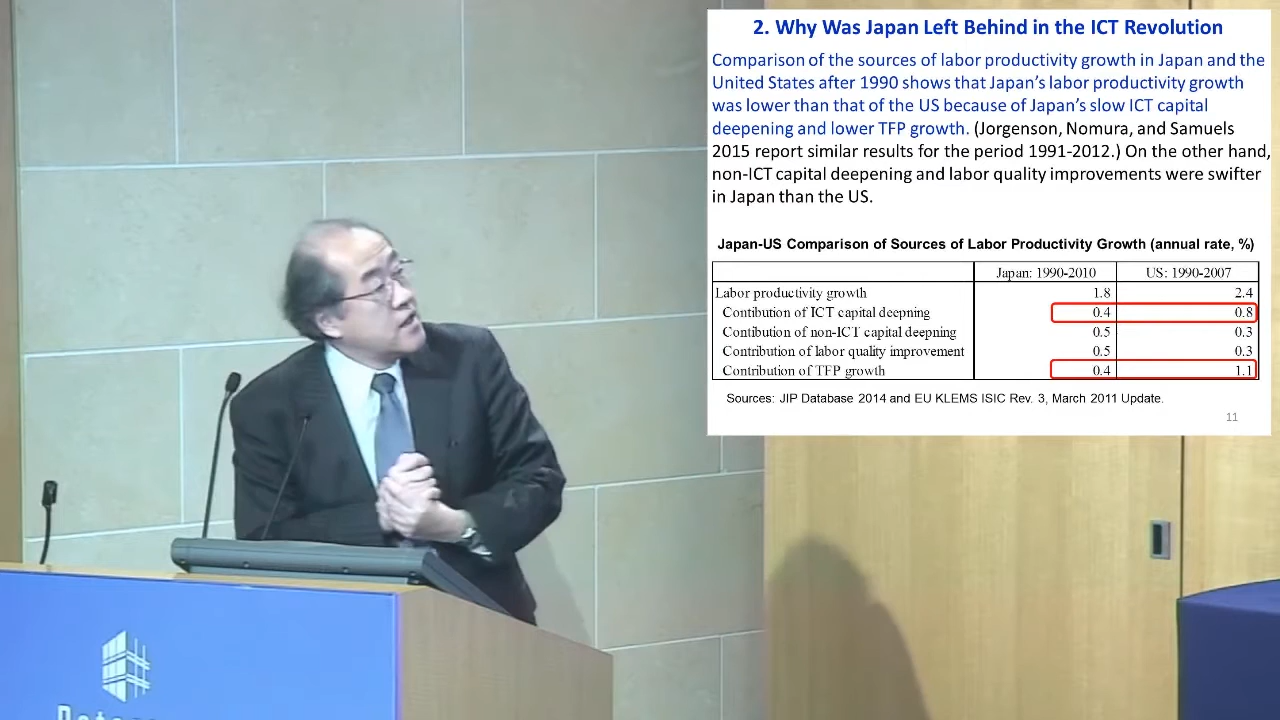 2. Why Was Japan Left Behind in the ICT Revolution
Comparison of the sources of labor productivity growth in Japan and the
United States after 1990 shows that Japan's labor productivity growth
was lower than that of the US because of Japan's slow ICT capital
deepening and lower TFP growth. (Jorgenson, Nomura, and Samuels
2015 report similar results for the period 1991-2012.) On the other hand,
non-ICT capital deepening and labor quality improvements were swifter
in Japan than the US.
Japan-US Comparison of Sources of Labor Productivity Growth (annual rate, %)
Japan: 1990-2010 US: 1990-2007
Labor productivity growth 1.8 2.4
Contibution of ICT capital deepning 0.4 0.8
Contibution of non-ICT capital deepning 0.5 0.3
Contribution of labor quality improvement 0.5 0.3
Contribution of TFP growth 0.4 1.1
Sources: JIP Database 2014 and EU KLEMS ISIC Rev. 3, March 2011 Update.
11